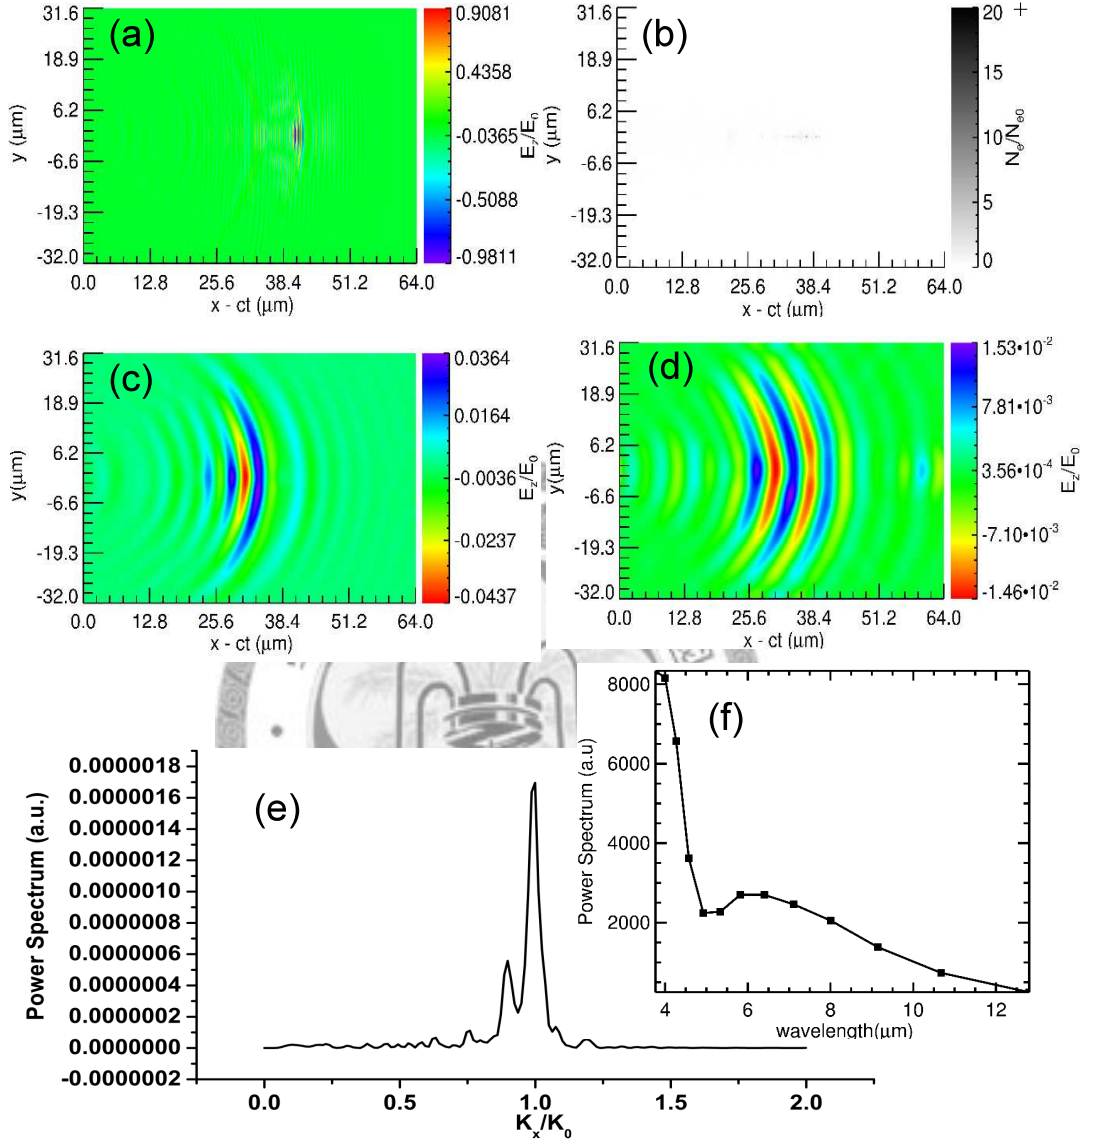 (a)
31.6
18.9
6.2
-6.6
-19.3
-32.0
y (μm)
0.0 12.8 25.6 38.4 51.2 64.0
x - ct (μm)
0.9081
0.4358
-0.0365
-0.5088
-0.9811
E_z/E_0
(b)
31.6
18.9
6.2
-6.6
-19.3
-32.0
y (μm)
0.0 12.8 25.6 38.4 51.2 64.0
x - ct (μm)
20 +
15
10
5
0
N_e/N_e0
(c)
31.6
18.9
6.2
-6.6
-19.3
-32.0
y(μm)
0.0 12.8 25.6 38.4 51.2 64.0
x - ct (μm)
0.0364
0.0164
-0.0036
-0.0237
-0.0437
E_z/E_0
(d)
31.6
18.9
6.2
-6.6
-19.3
-32.0
y(μm)
0.0 12.8 25.6 38.4 51.2 64.0
x - ct (μm)
1.53•10⁻²
7.81•10⁻³
3.56•10⁻⁴
-7.10•10⁻³
-1.46•10⁻²
E_z/E_0
(e)
0.0000018
0.0000016
0.0000014
0.0000012
0.0000010
0.0000008
0.0000006
0.0000004
0.0000002
0.0000000
-0.0000002
Power Spectrum (a.u.)
0.0 0.5 1.0 1.5 2.0
K_x/K_0
(f)
8000
6000
4000
2000
Power Spectrum (a.u)
4 6 8 10 12
wavelength(μm)